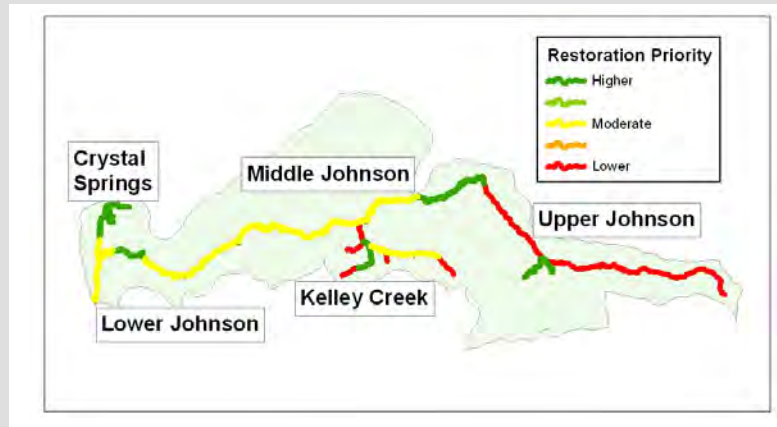 Restoration Priority
Higher
Moderate
Lower
Crystal
Springs
Middle Johnson
Upper Johnson
Kelley Creek
Lower Johnson